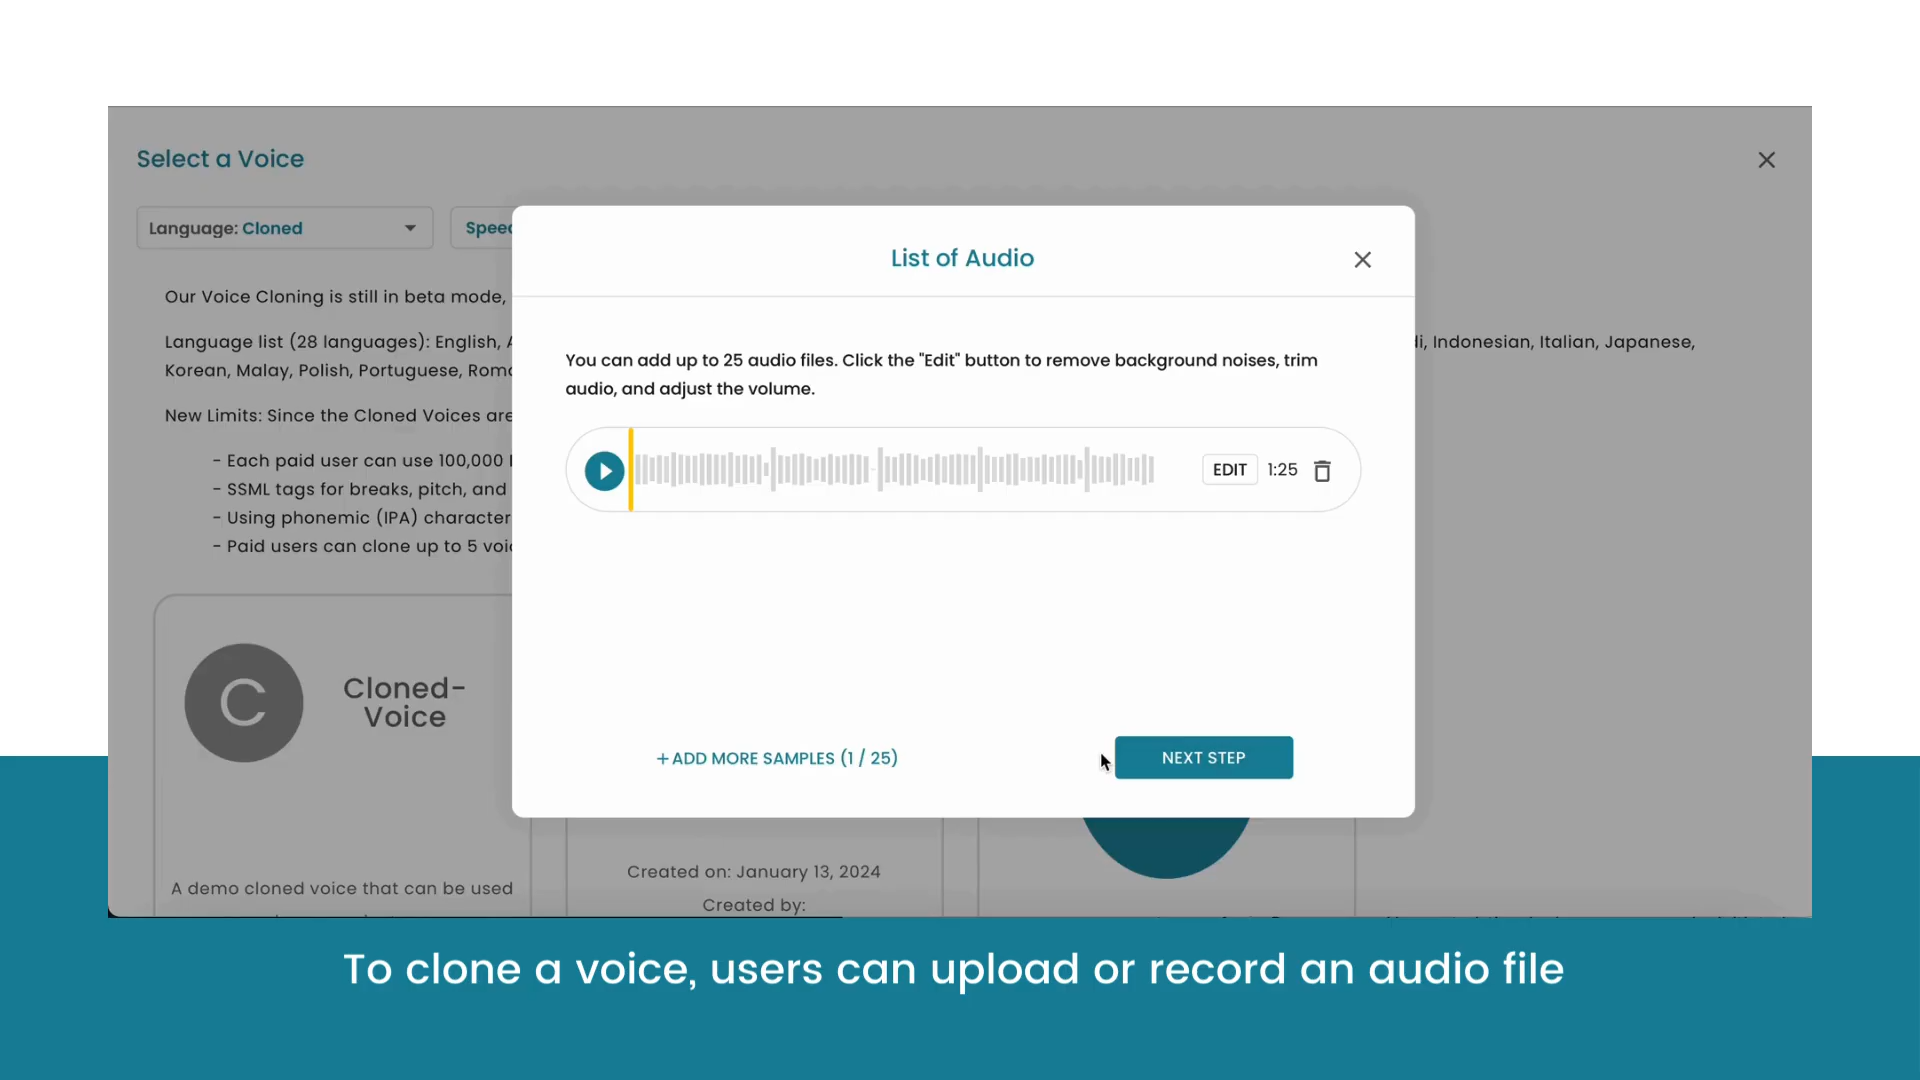 Select a Voice
Language: Cloned
List of Audio
Our Voice Cloning is still in beta mode,
Language list (28 languages): English,
Indonesian, Italian, Japanese,
Korean, Malay, Polish, Portuguese,
New Limits: Since the Cloned Voices are
- Each paid user can use 100,000
- SSML tags for breaks, pitch, and
- Using phonemic (IPA) character
- Paid users can clone up to 5
You can add up to 25 audio files. Click the "Edit" button to remove background noises, trim
audio, and adjust the volume.
EDIT 1:25
+ ADD MORE SAMPLES (1 / 25)
NEXT STEP
C
Cloned-
Voice
A demo cloned voice that can be used
Created on: January 13, 2024
Created by:
To clone a voice, users can upload or record an audio file